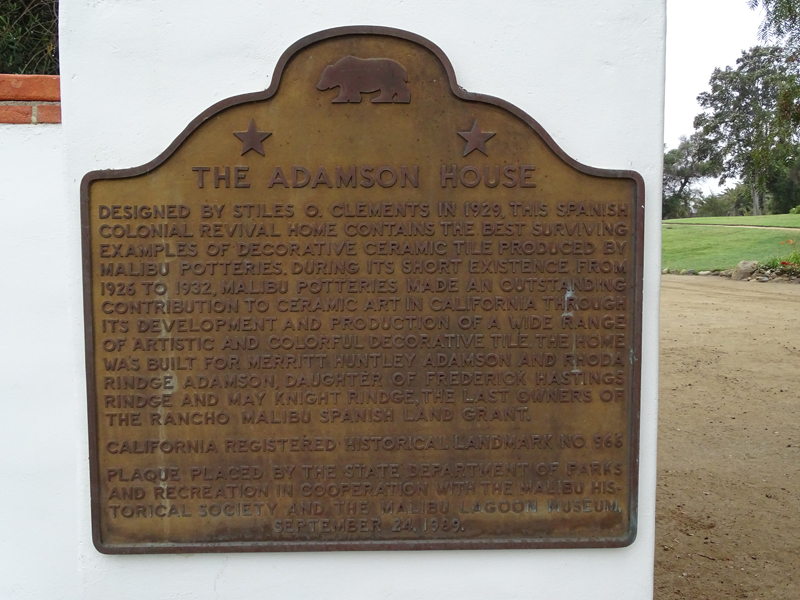 THE ADAMSON HOUSE
DESIGNED BY STILES O. CLEMENTS IN 1929, THIS SPANISH
COLONIAL REVIVAL HOME CONTAINS THE BEST SURVIVING
EXAMPLES OF DECORATIVE CERAMIC TILE PRODUCED BY
MALIBU POTTERIES. DURING ITS SHORT EXISTENCE FROM
1926 TO 1932, MALIBU POTTERIES MADE AN OUTSTANDING
CONTRIBUTION TO CERAMIC ART IN CALIFORNIA THROUGH
ITS DEVELOPMENT AND PRODUCTION OF A WIDE RANGE
OF ARTISTIC AND COLORFUL DECORATIVE TILE. THE HOME
WAS BUILT FOR MERRITT HUNTLEY ADAMSON AND RHODA
RINDGE ADAMSON, DAUGHTER OF FREDERICK HASTINGS
RINDGE AND MAY KNIGHT RINDGE, THE LAST OWNERS OF
THE RANCHO MALIBU SPANISH LAND GRANT.
CALIFORNIA REGISTERED HISTORICAL LANDMARK NO. 966
PLAQUE PLACED BY THE STATE DEPARTMENT OF PARKS
AND RECREATION IN COOPERATION WITH THE MALIBU HIS-
TORICAL SOCIETY AND THE MALIBU LAGOON MUSEUM,
SEPTEMBER 24, 1989.